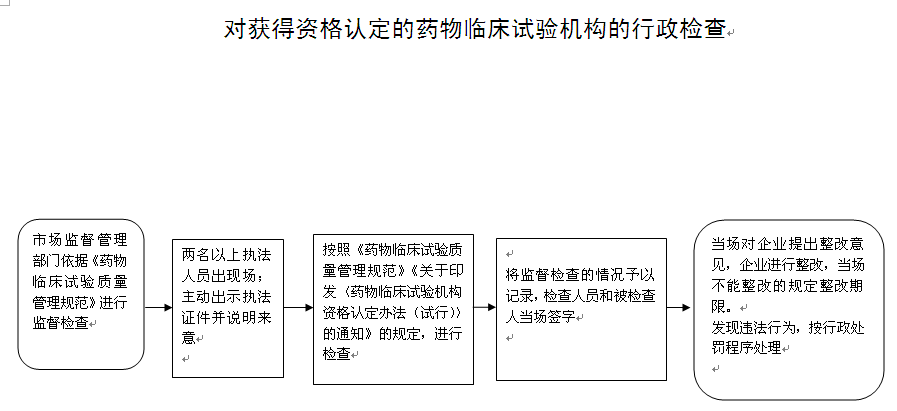 对获得资格认定的药物临床试验机构的行政检查
市场监督管理
部门依据《药物
临床试验质量
管理规范》进行
监督检查
两名以上执法
人员出现场；
主动出示执法
证件并说明来
意
按照《药物临床试验质
量管理规范》《关于印
发〈药物临床试验机构
资格认定办法（试行）〉
的通知》的规定，进行
检查
将监督检查的情况予以
记录，检查人员和被检查
人当场签字
当场对企业提出整改意
见，企业进行整改，当场
不能整改的规定整改期
限。
发现违法行为，按行政处
罚程序处理